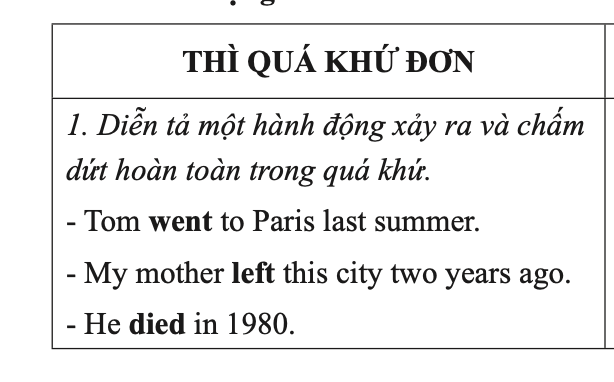 THÌ QUÁ KHỨ ĐƠN
1. Diễn tả một hành động xảy ra và chấm
dứt hoàn toàn trong quá khứ.
- Tom went to Paris last summer.
- My mother left this city two years ago.
- He died in 1980.